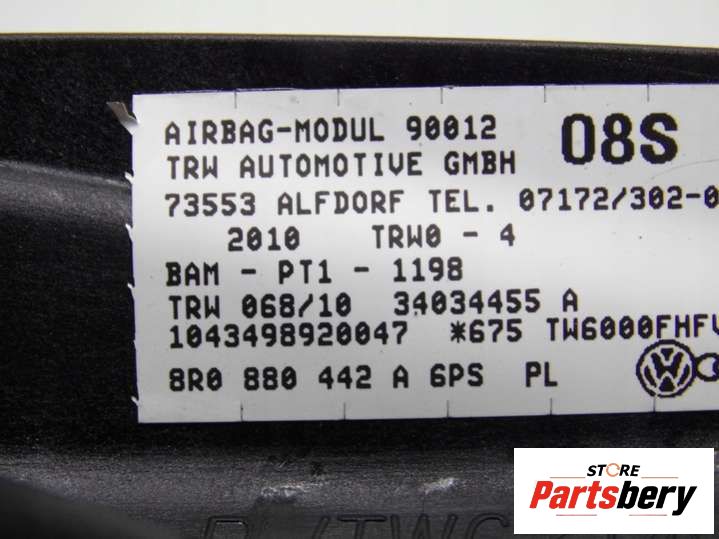 AIRBAG-MODUL 90012 08S
TRW AUTOMOTIVE GMBH
73553 ALFDORF TEL. 07172/302-0
2010 TRW0 - 4
BAM - PT1 - 1198
TRW 068/10 34034455 A
1043498920047 *675 TW6000FHFV
8R0 880 442 A 6PS PL
STORE
Partsbery